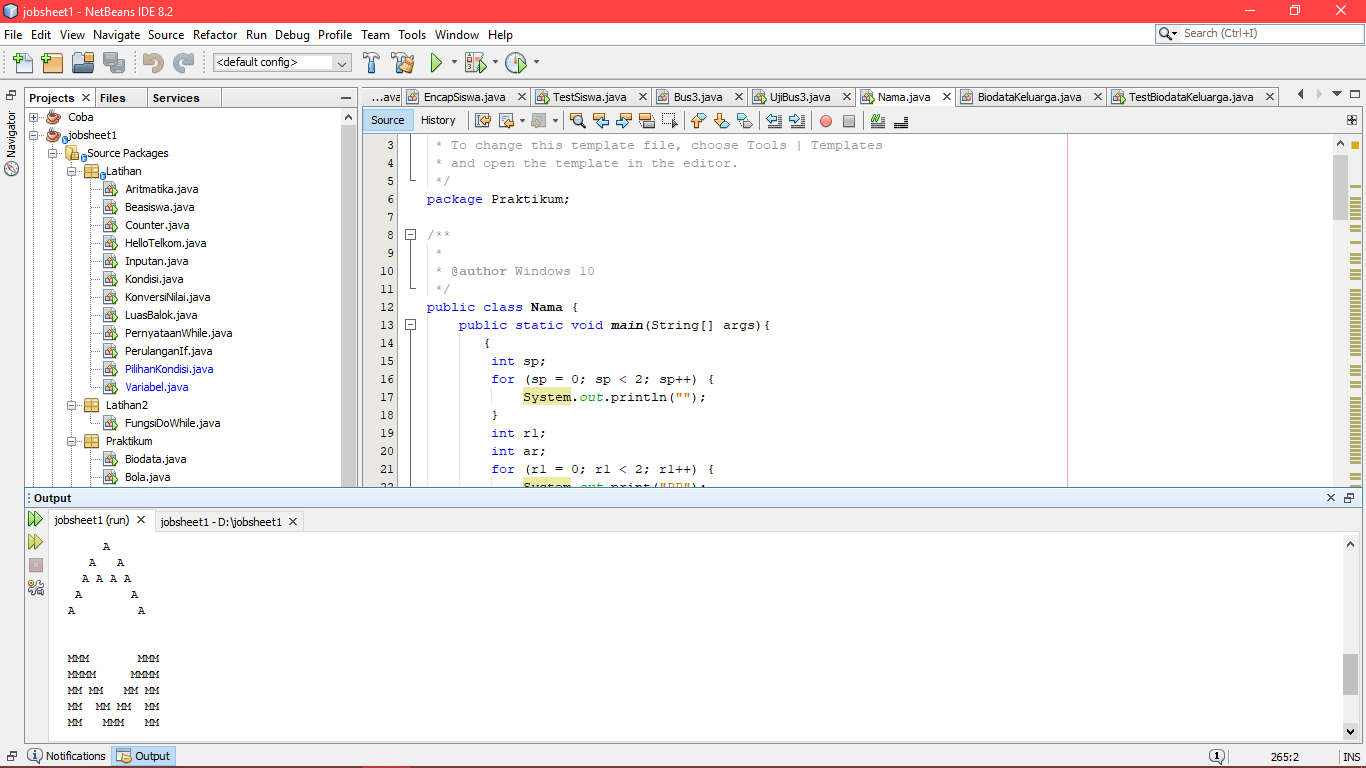 jobsheet1 - NetBeans IDE 8.2
File Edit View Navigate Source Refactor Run Debug Profile Team Tools Window Help
Search (Ctrl+I)
<default config>
Navigator
Projects Files Services
Coba
jobsheet1
Source Packages
Latihan
Aritmatika.java
Beasiswa.java
Counter.java
HelloTelkom.java
Inputan.java
Kondisi.java
KonversiNilai.java
LuasBalok.java
PernyataanWhile.java
PerulanganIf.java
PilihanKondisi.java
Variabel.java
Latihan2
FungsiDoWhile.java
Praktikum
Biodata.java
Bola.java
...ava EncapSiswa.java TestSiswa.java Bus3.java UjiBus3.java Nama.java BiodataKeluarga.java TestBiodataKeluarga.java
Source History
3 * To change this template file, choose Tools | Templates
4 * and open the template in the editor.
5 */
6 package Praktikum;
7
8 /**
9 *
10 * @author Windows 10
11 */
12 public class Nama {
13 public static void main(String[] args){
14 {
15 int sp;
16 for (sp = 0; sp < 2; sp++) {
17 System.out.println("");
18 }
19 int r1;
20 int ar;
21 for (r1 = 0; r1 < 2; r1++) {
Output
jobsheet1 (run) jobsheet1 - D:\jobsheet1
A
A A
A A A A
A A
A A
MMM MMM
MMMM MMMM
MM MM MM MM
MM MM MM MM
MM MMM MM
Notifications Output
1 265:2 INS